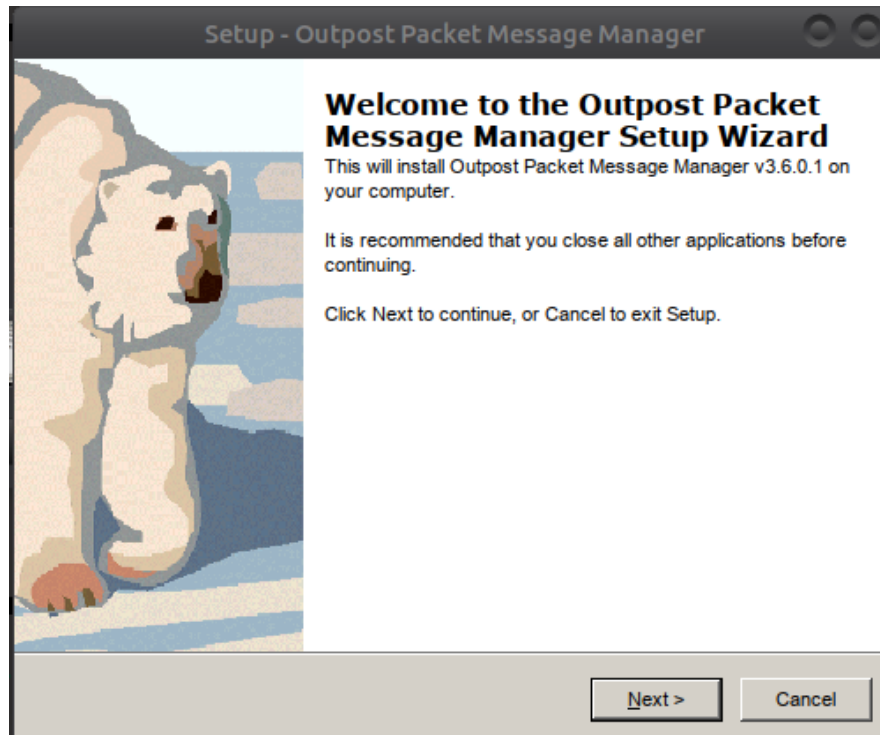 Setup - Outpost Packet Message Manager
Welcome to the Outpost Packet
Message Manager Setup Wizard
This will install Outpost Packet Message Manager v3.6.0.1 on
your computer.
It is recommended that you close all other applications before
continuing.
Click Next to continue, or Cancel to exit Setup.
Next >
Cancel